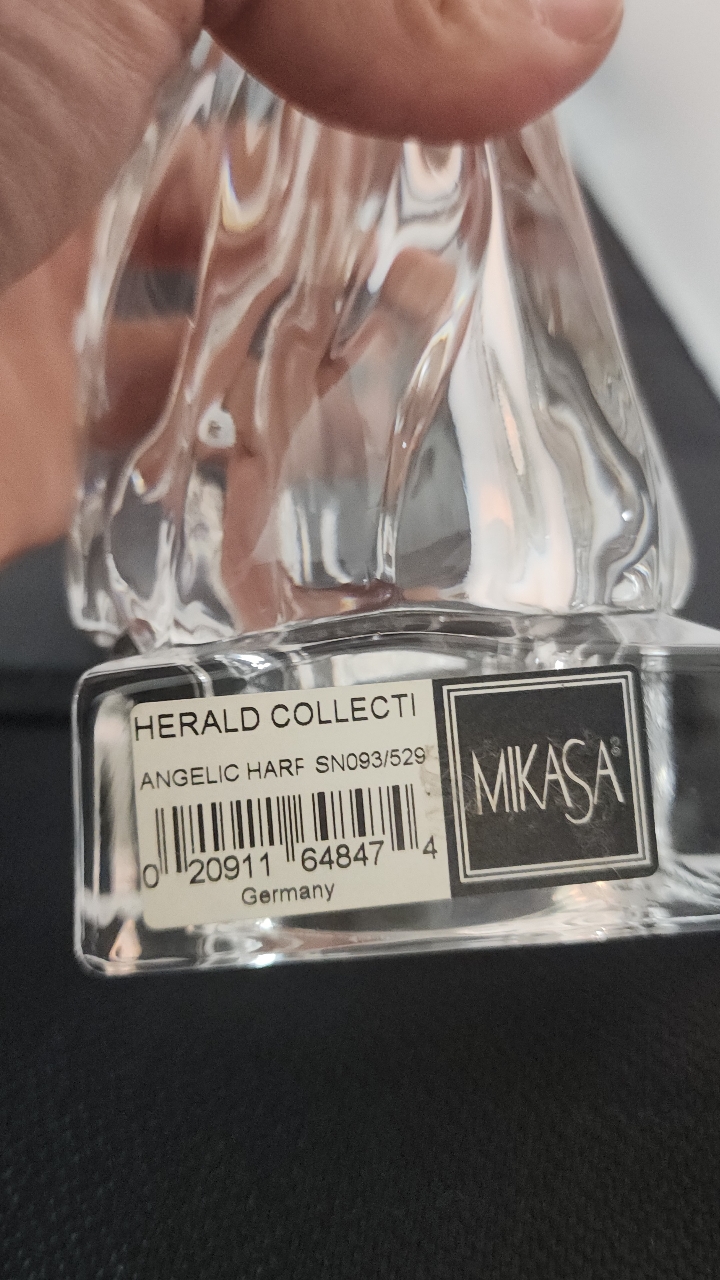 HERALD COLLECTI
ANGELIC HARF SN093/529
0 20911 64847 4
Germany
MIKASA®